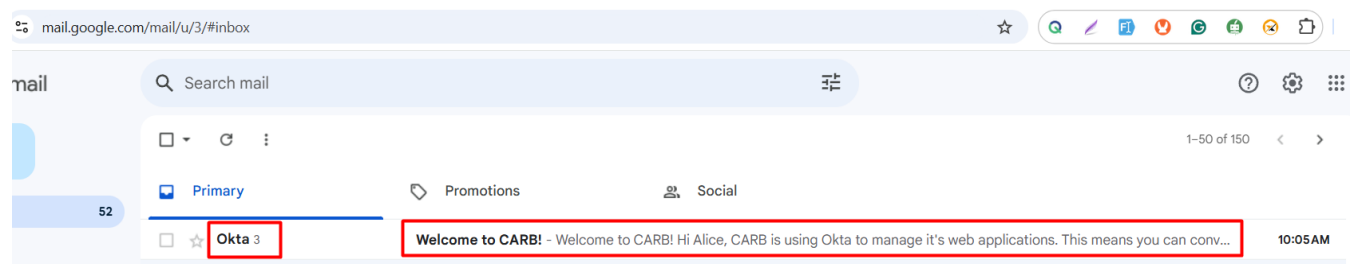 mail.google.com/mail/u/3/#inbox
mail
Search mail
1–50 of 150
Primary
Promotions
Social
52
Okta 3
Welcome to CARB! - Welcome to CARB! Hi Alice, CARB is using Okta to manage it's web applications. This means you can conv...
10:05 AM